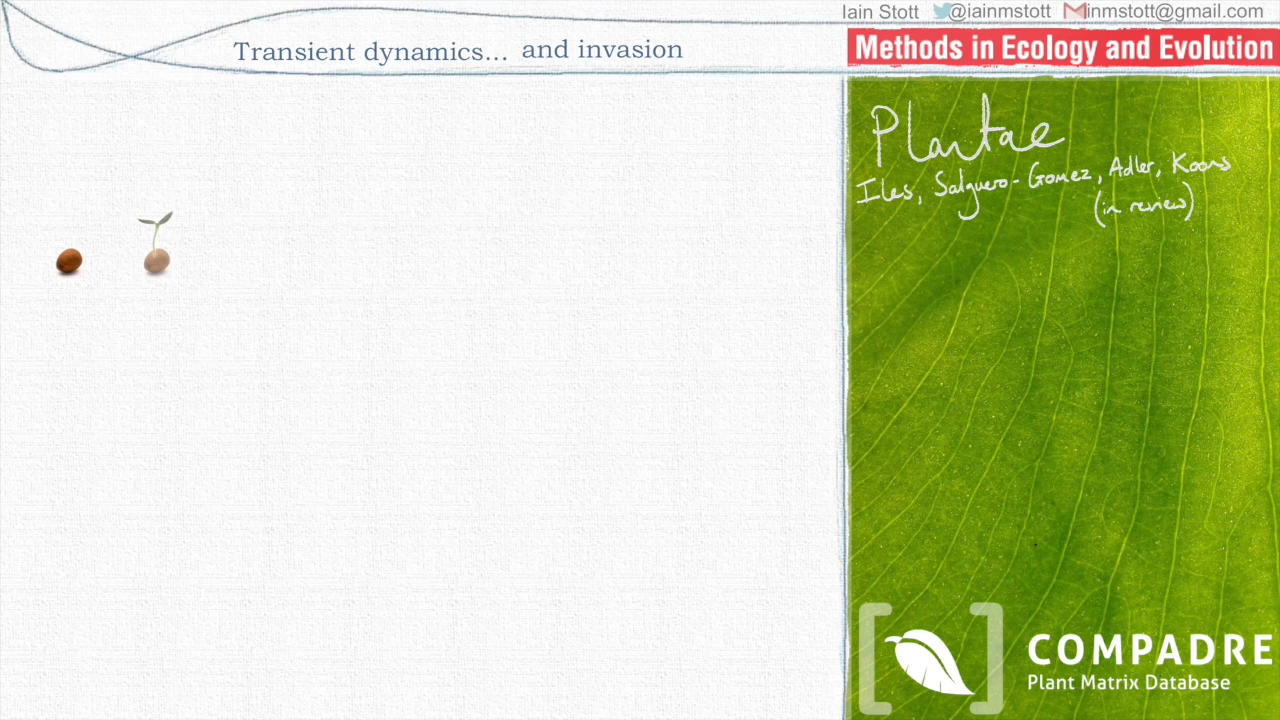 Iain Stott @iainmstott inmstott@gmail.com
Transient dynamics... and invasion
Methods in Ecology and Evolution
Plantae
Iles, Salguero-Gomez, Adler, Koons
(in review)
COMPADRE
Plant Matrix Database